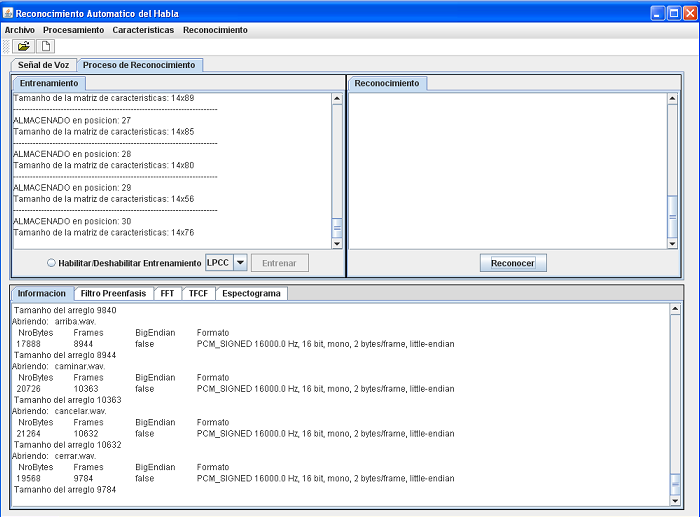 Reconocimiento Automatico del Habla
Archivo Procesamiento Caracteristicas Reconocimiento
Señal de Voz Proceso de Reconocimiento
Entrenamiento
Tamanho de la matriz de caracteristicas: 14x89
------------------------------------------------------------------------
ALMACENADO en posicion: 27
Tamanho de la matriz de caracteristicas: 14x85
------------------------------------------------------------------------
ALMACENADO en posicion: 28
Tamanho de la matriz de caracteristicas: 14x80
------------------------------------------------------------------------
ALMACENADO en posicion: 29
Tamanho de la matriz de caracteristicas: 14x56
------------------------------------------------------------------------
ALMACENADO en posicion: 30
Tamanho de la matriz de caracteristicas: 14x76
Habilitar/Deshabilitar Entrenamiento LPCC Entrenar
Reconocimiento
Reconocer
Informacion Filtro Preenfasis FFT TFCF Espectograma
Tamanho del arreglo 9840
Abriendo: arriba.wav.
NroBytes Frames BigEndian Formato
17888 8944 false PCM_SIGNED 16000.0 Hz, 16 bit, mono, 2 bytes/frame, little-endian
Tamanho del arreglo 8944
Abriendo: caminar.wav.
NroBytes Frames BigEndian Formato
20726 10363 false PCM_SIGNED 16000.0 Hz, 16 bit, mono, 2 bytes/frame, little-endian
Tamanho del arreglo 10363
Abriendo: cancelar.wav.
NroBytes Frames BigEndian Formato
21264 10632 false PCM_SIGNED 16000.0 Hz, 16 bit, mono, 2 bytes/frame, little-endian
Tamanho del arreglo 10632
Abriendo: cerrar.wav.
NroBytes Frames BigEndian Formato
19568 9784 false PCM_SIGNED 16000.0 Hz, 16 bit, mono, 2 bytes/frame, little-endian
Tamanho del arreglo 9784